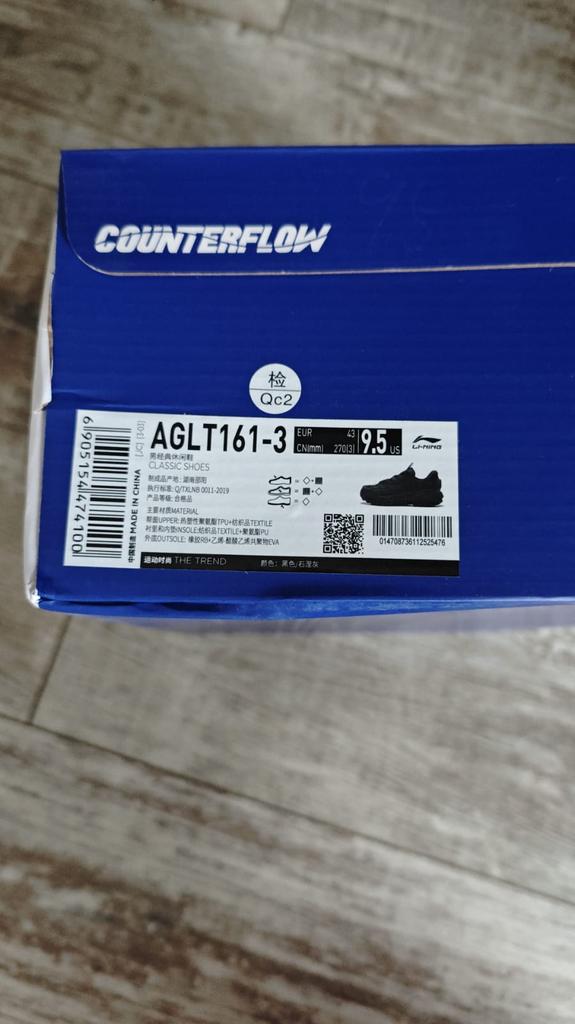 COUNTERFLOW
检
Qc2
6 905154 474100
中国制造 MADE IN CHINA
AGLT161-3
EUR 43
CN(mm) 270(3)
9.5 US
LI-NING
男经典休闲鞋
CLASSIC SHOES
制成品产地: 湖南邵阳
执行标准: Q/TXLNB 0011-2019
产品等级: 合格品
主要材质MATERIAL
帮面UPPER: 热塑性聚氨酯TPU+纺织品TEXTILE
衬里和内垫INSOLE:纺织品TEXTILE+聚氨酯PU
外底OUTSOLE: 橡胶RB+乙烯-醋酸乙烯共聚物EVA
014708736112525476
运动时尚 THE TREND
颜色: 黑色/石涅灰